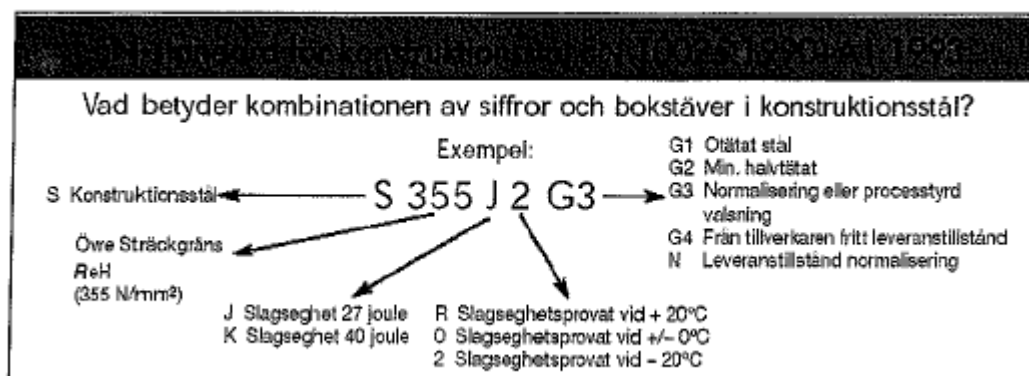 Vad betyder kombinationen av siffror och bokstäver i konstruktionsstål?
Exempel:
S 355 J 2 G3
S Konstruktionsstål
Övre Sträckgräns
ReH
(355 N/mm²)
J Slagseghet 27 joule
K Slagseghet 40 joule
R Slagseghetsprovat vid + 20°C
0 Slagseghetsprovat vid +/– 0°C
2 Slagseghetsprovat vid – 20°C
G1 Otätat stål
G2 Min. halvtätat
G3 Normalisering eller processtyrd
valsning
G4 Från tillverkaren fritt leveranstillstånd
N Leveranstillstånd normalisering